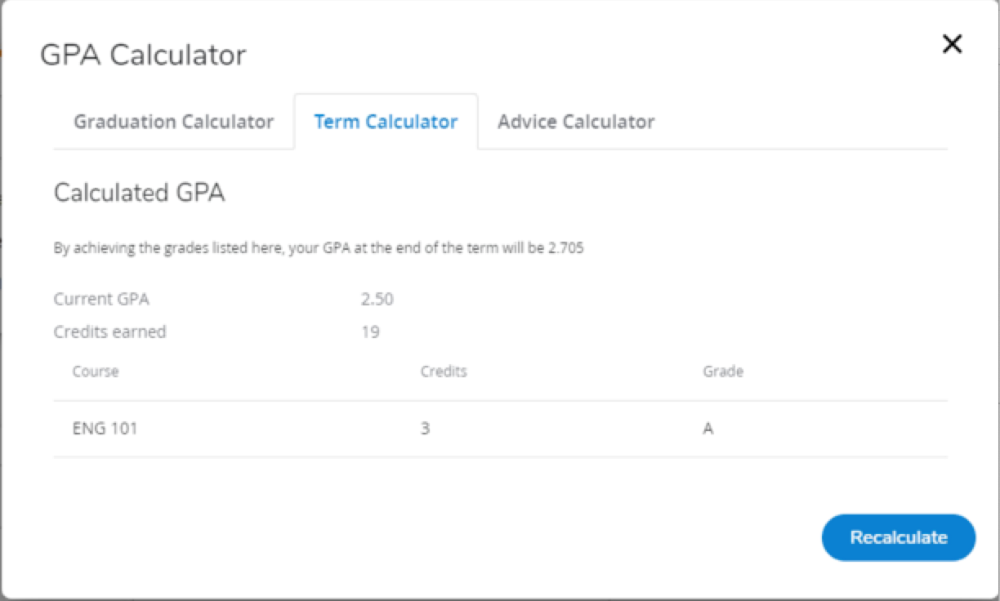 GPA Calculator
Graduation Calculator Term Calculator Advice Calculator
Calculated GPA
By achieving the grades listed here, your GPA at the end of the term will be 2.705
Current GPA 2.50
Credits earned 19
Course Credits Grade
ENG 101 3 A
Recalculate